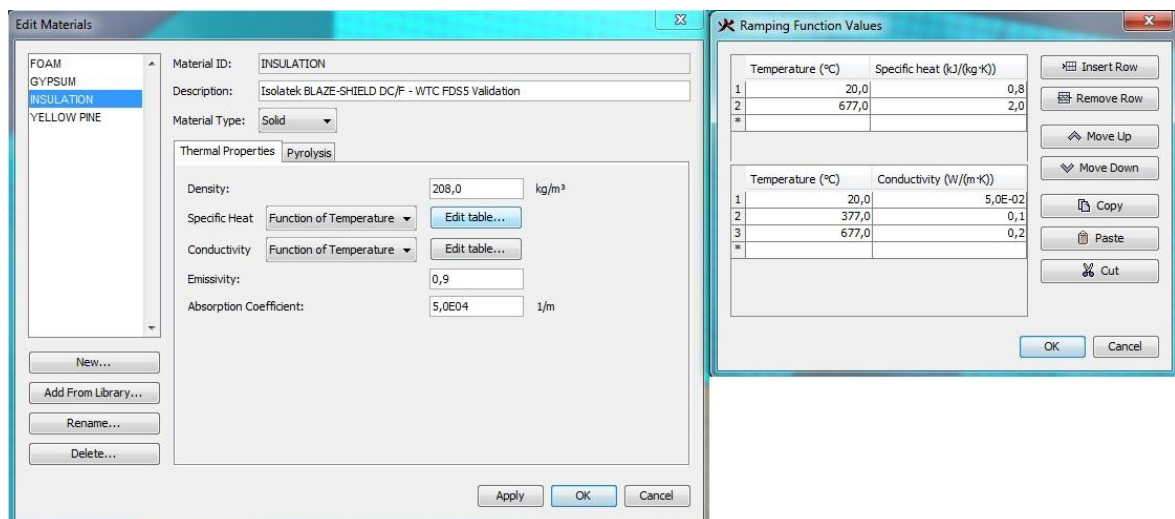 Edit Materials
FOAM
GYPSUM
INSULATION
YELLOW PINE
New...
Add From Library...
Rename...
Delete...
Material ID: INSULATION
Description: Isolatek BLAZE-SHIELD DC/F - WTC FDS5 Validation
Material Type: Solid
Thermal Properties Pyrolysis
Density: 208,0 kg/m³
Specific Heat Function of Temperature Edit table...
Conductivity Function of Temperature Edit table...
Emissivity: 0,9
Absorption Coefficient: 5,0E04 1/m
Apply OK Cancel
Ramping Function Values
Temperature (°C) Specific heat (kJ/(kg·K))
1 20,0 0,8
2 677,0 2,0
*
Temperature (°C) Conductivity (W/(m·K))
1 20,0 5,0E-02
2 377,0 0,1
3 677,0 0,2
*
Insert Row
Remove Row
Move Up
Move Down
Copy
Paste
Cut
OK Cancel